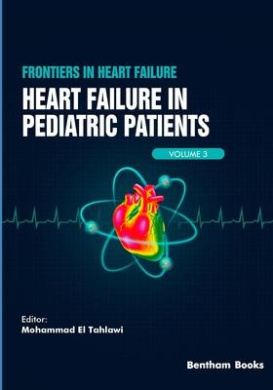 FRONTIERS IN HEART FAILURE
HEART FAILURE IN
PEDIATRIC PATIENTS
VOLUME 3
Editor:
Mohammad El Tahlawi
Bentham Books